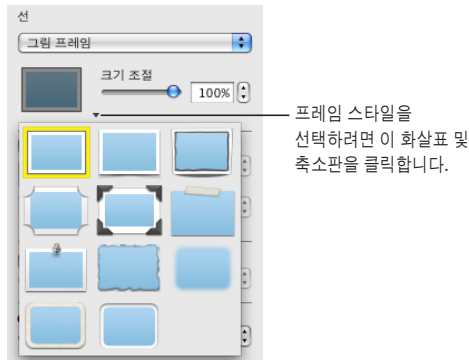 선
그림 프레임
크기 조절
100%
프레임 스타일을
선택하려면 이 화살표 및
축소판을 클릭합니다.